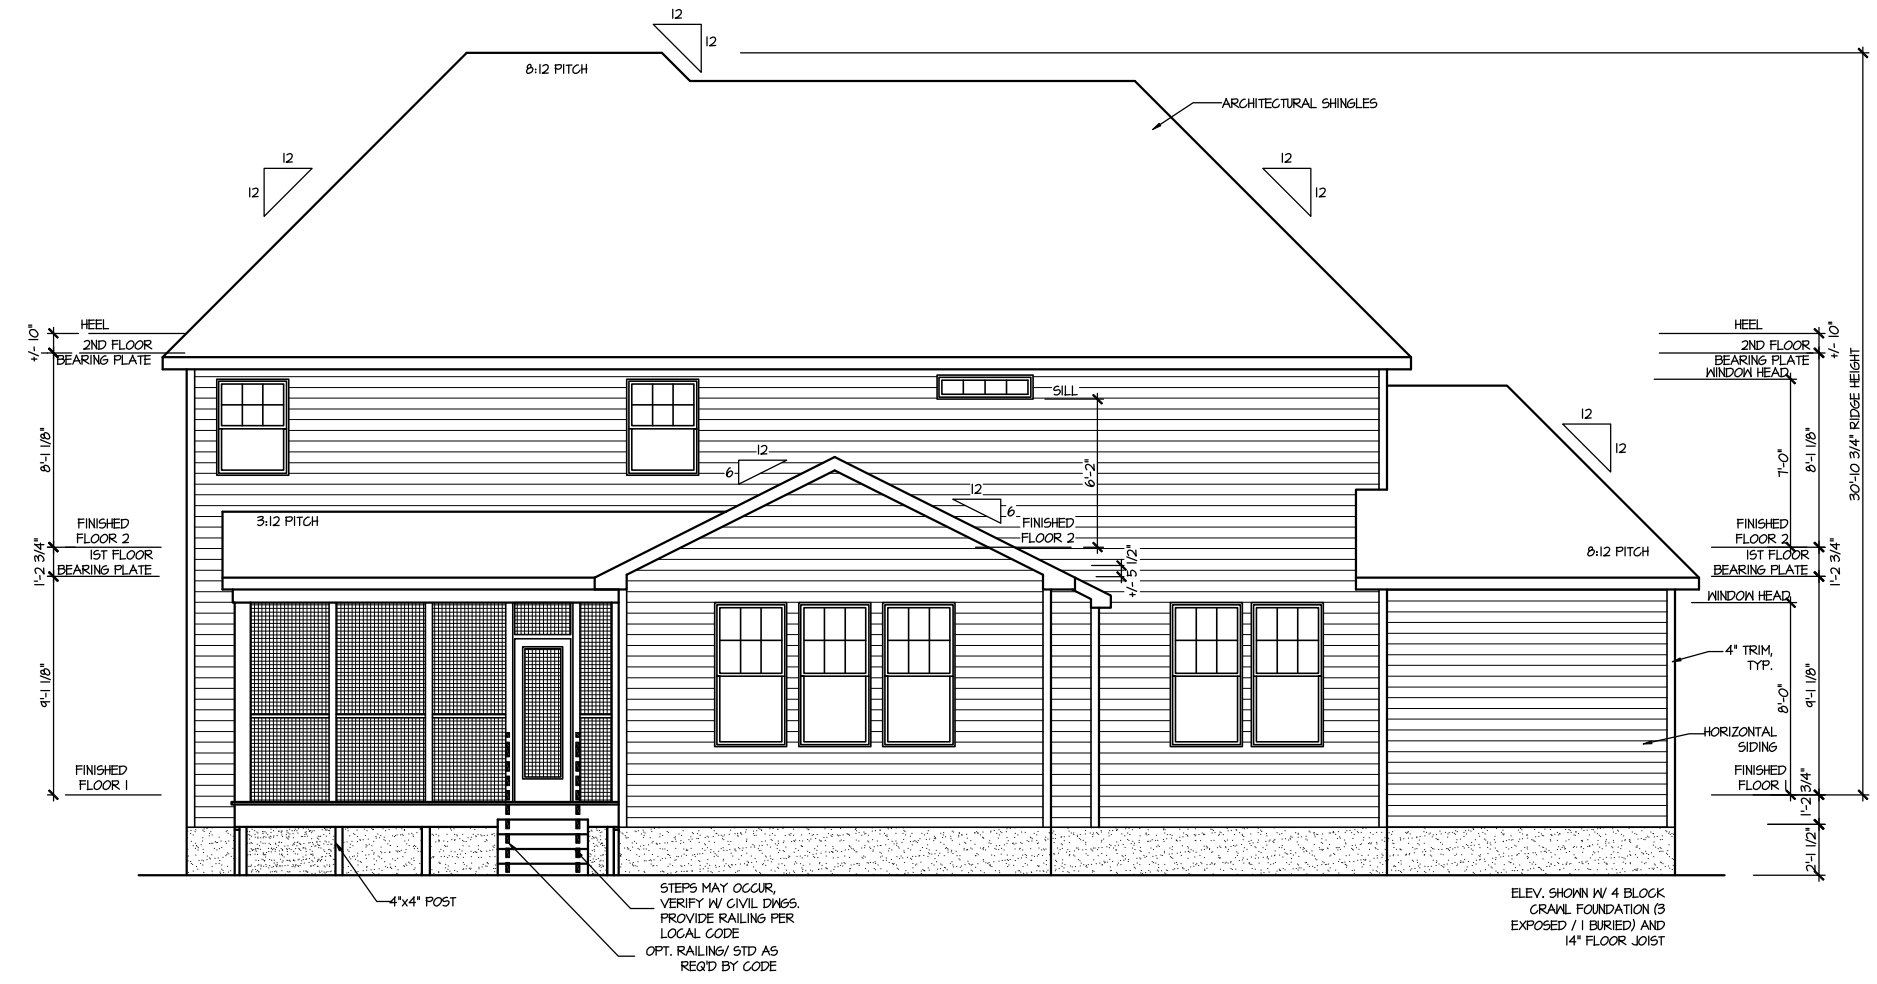 12
12
8:12 PITCH
ARCHITECTURAL SHINGLES
12
12
12
12
HEEL
+/- 10"
2ND FLOOR
BEARING PLATE
HEEL
+/- 10"
2ND FLOOR
BEARING PLATE
WINDOW HEAD
30'-10 3/4" RIDGE HEIGHT
SILL
6'-2"
12
12
8'-1 1/8"
7'-0"
8'-1 1/8"
12
6
12
6
3:12 PITCH
FINISHED
FLOOR 2
FINISHED
FLOOR 2
FINISHED
FLOOR 2
1'-2 3/4"
1ST FLOOR
BEARING PLATE
+/- 5 1/2"
8:12 PITCH
1ST FLOOR
BEARING PLATE
1'-2 3/4"
WINDOW HEAD
4" TRIM,
TYP.
9'-1 1/8"
8'-0"
9'-1 1/8"
HORIZONTAL
SIDING
FINISHED
FLOOR 1
FINISHED
FLOOR 1
1'-2 3/4"
2'-1 1/2"
4"x4" POST
STEPS MAY OCCUR,
VERIFY W/ CIVIL DWGS.
PROVIDE RAILING PER
LOCAL CODE
OPT. RAILING/ STD AS
REQ'D BY CODE
ELEV. SHOWN W/ 4 BLOCK
CRAWL FOUNDATION (3
EXPOSED / 1 BURIED) AND
14" FLOOR JOIST